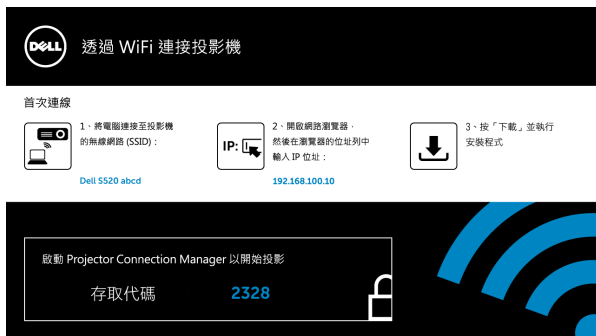 DELL
透過 WiFi 連接投影機
首次連線
1、將電腦連接至投影機
的無線網路 (SSID)：
Dell S520 abcd
IP:
2、開啟網路瀏覽器，
然後在瀏覽器的位址列中
輸入 IP 位址：
192.168.100.10
3、按「下載」並執行
安裝程式
啟動 Projector Connection Manager 以開始投影
存取代碼 2328